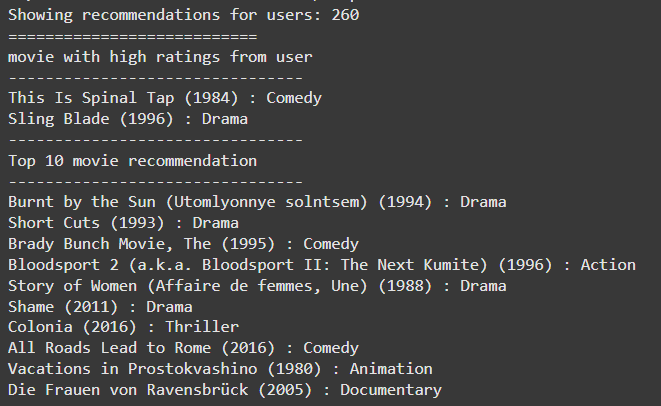 Showing recommendations for users: 260
===========================
movie with high ratings from user
--------------------------------
This Is Spinal Tap (1984) : Comedy
Sling Blade (1996) : Drama
--------------------------------
Top 10 movie recommendation
--------------------------------
Burnt by the Sun (Utomlyonnye solntsem) (1994) : Drama
Short Cuts (1993) : Drama
Brady Bunch Movie, The (1995) : Comedy
Bloodsport 2 (a.k.a. Bloodsport II: The Next Kumite) (1996) : Action
Story of Women (Affaire de femmes, Une) (1988) : Drama
Shame (2011) : Drama
Colonia (2016) : Thriller
All Roads Lead to Rome (2016) : Comedy
Vacations in Prostokvashino (1980) : Animation
Die Frauen von Ravensbrück (2005) : Documentary